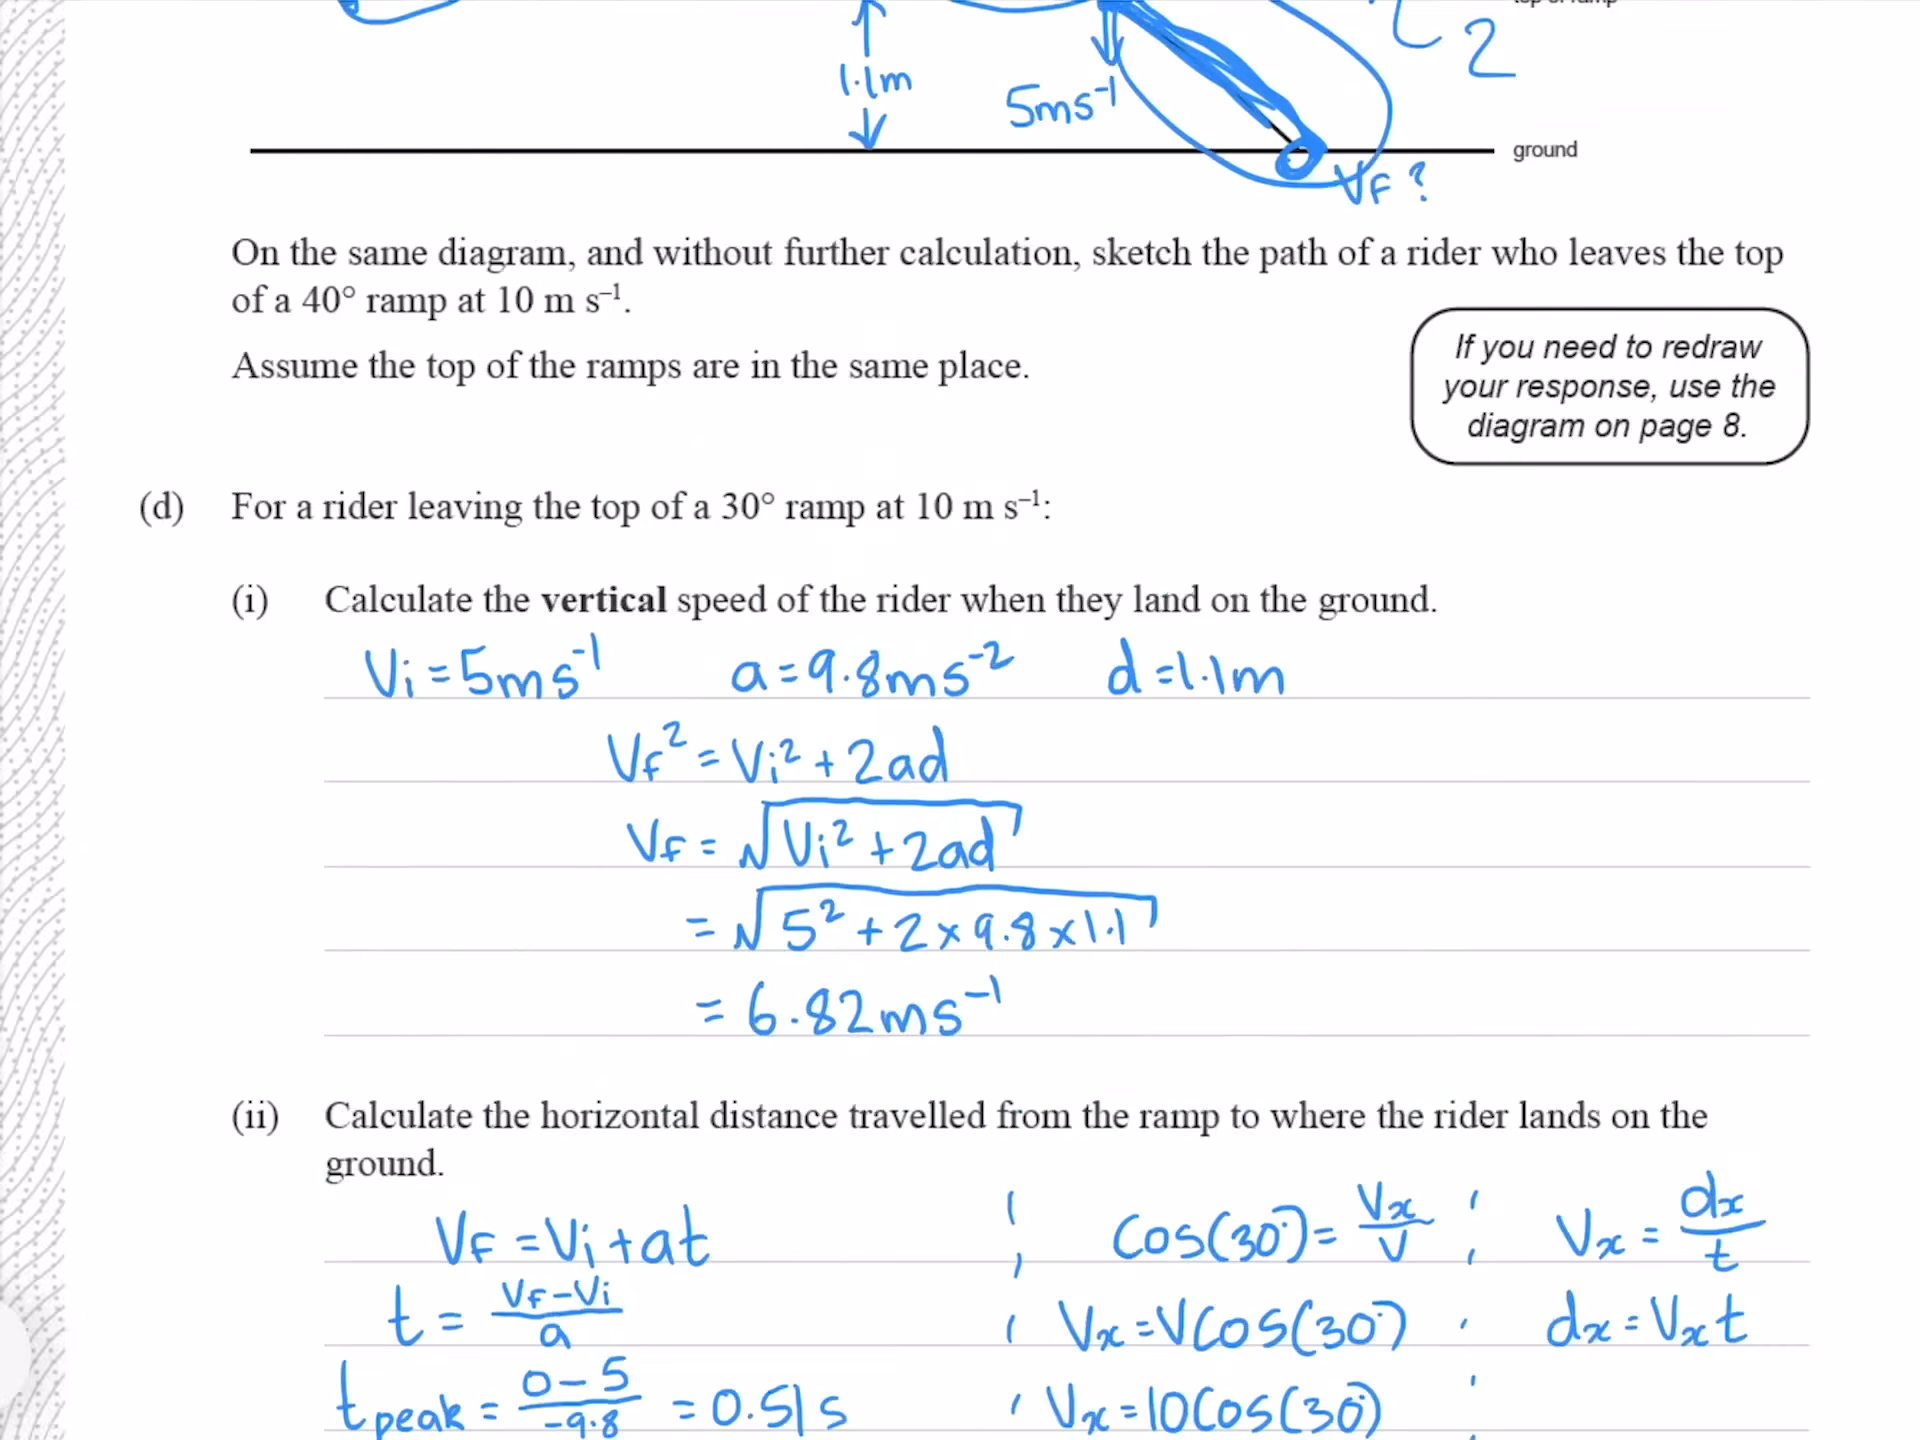 1.1m
5ms⁻¹
2
ground
VF ?
On the same diagram, and without further calculation, sketch the path of a rider who leaves the top
of a 40° ramp at 10 m s⁻¹.
Assume the top of the ramps are in the same place.
If you need to redraw
your response, use the
diagram on page 8.
(d) For a rider leaving the top of a 30° ramp at 10 m s⁻¹:
(i) Calculate the vertical speed of the rider when they land on the ground.
Vi = 5ms⁻¹ a = 9.8ms⁻² d = 1.1m
VF² = Vi² + 2ad
VF = √(Vi² + 2ad)
= √(5² + 2 × 9.8 × 1.1)
= 6.82ms⁻¹
(ii) Calculate the horizontal distance travelled from the ramp to where the rider lands on the
ground.
VF = Vi + at Cos(30°) = Vx/V Vx = dx/t
t = (VF - Vi)/a Vx = VCos(30°) dx = Vx t
tpeak = (0 - 5)/-9.8 = 0.51s Vx = 10Cos(30°)